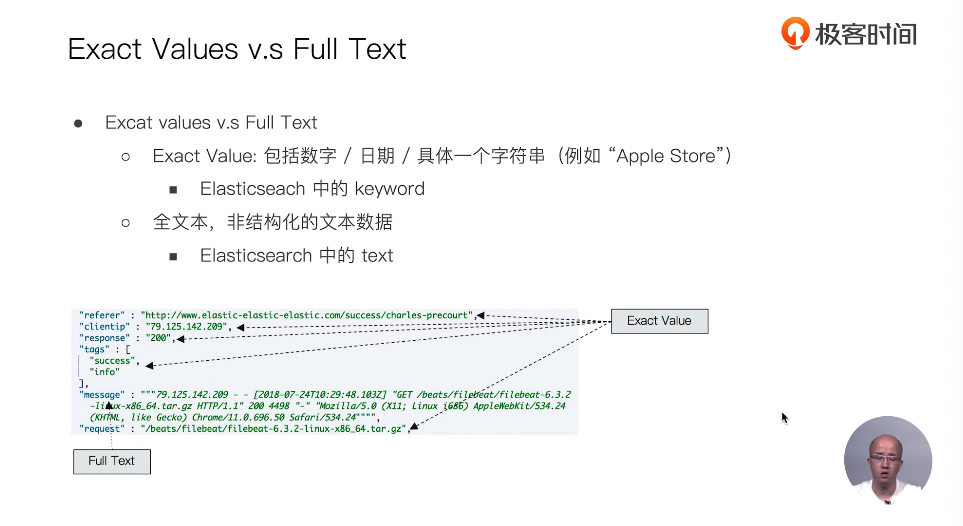 Exact Values v.s Full Text
极客时间
● Excat values v.s Full Text
○ Exact Value: 包括数字 / 日期 / 具体一个字符串（例如 “Apple Store”）
■ Elasticseach 中的 keyword
○ 全文本，非结构化的文本数据
■ Elasticsearch 中的 text
"referer" : "http://www.elastic-elastic-elastic.com/success/charles-precourt",
"clientip" : "79.125.142.209",
"response" : "200",
"tags" : [
"success",
"info"
],
"message" : """79.125.142.209 - - [2018-07-24T10:29:48.103Z] "GET /beats/filebeat/filebeat-6.3.2
-linux-x86_64.tar.gz HTTP/1.1" 200 4498 "-" "Mozilla/5.0 (X11; Linux i686) AppleWebKit/534.24
(KHTML, like Gecko) Chrome/11.0.696.50 Safari/534.24"""",
"request" : "/beats/filebeat/filebeat-6.3.2-linux-x86_64.tar.gz",
Exact Value
Full Text